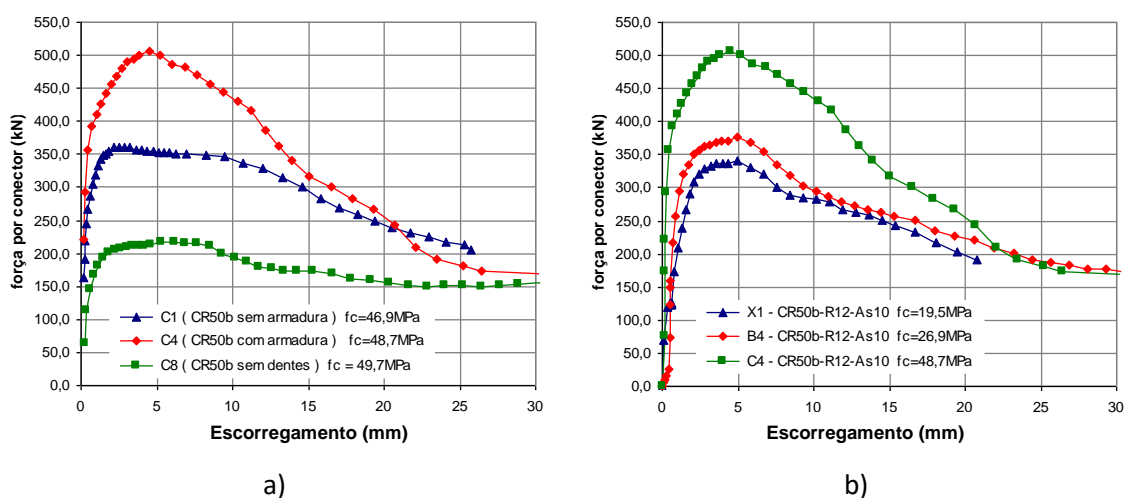 força por conector (kN)
550,0
500,0
450,0
400,0
350,0
300,0
250,0
200,0
150,0
100,0
50,0
0,0
0 5 10 15 20 25 30
Escorregamento (mm)
C1 ( CR50b sem armadura ) fc=46,9MPa
C4 ( CR50b com armadura ) fc=48,7MPa
C8 ( CR50b sem dentes ) fc = 49,7MPa
a)
força por conector (kN)
550,0
500,0
450,0
400,0
350,0
300,0
250,0
200,0
150,0
100,0
50,0
0,0
0 5 10 15 20 25 30
Escorregamento (mm)
X1 - CR50b-R12-As10 fc=19,5MPa
B4 - CR50b-R12-As10 fc=26,9MPa
C4 - CR50b-R12-As10 fc=48,7MPa
b)